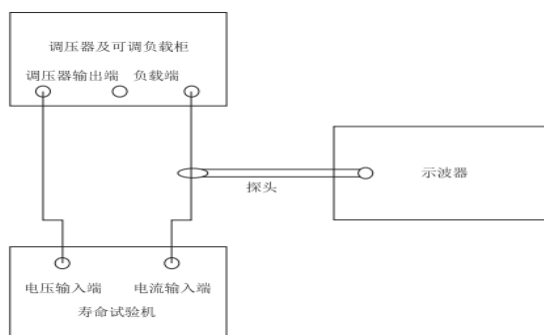 调压器及可调负载柜
调压器输出端 负载端
示波器
探头
电压输入端 电流输入端
寿命试验机